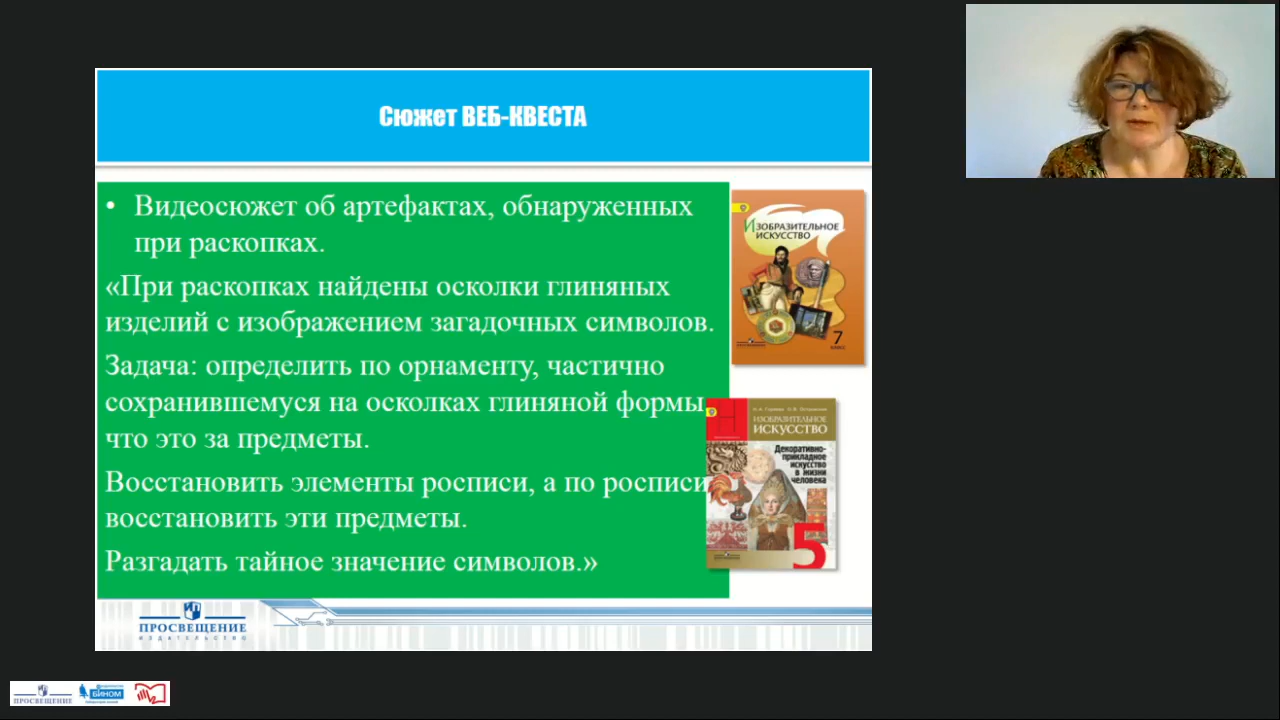 Сюжет ВЕБ-КВЕСТА
• Видеосюжет об артефактах, обнаруженных
при раскопках.
«При раскопках найдены осколки глиняных
изделий с изображением загадочных символов.
Задача: определить по орнаменту, частично
сохранившемуся на осколках глиняной формы
что это за предметы.
Восстановить элементы росписи, а по росписи
восстановить эти предметы.
Разгадать тайное значение символов.»
ИЗОБРАЗИТЕЛЬНОЕ
ИСКУССТВО
7
КЛАСС
ИЗОБРАЗИТЕЛЬНОЕ
ИСКУССТВО
Декоративно-
прикладное
искусство
в жизни
человека
5
ПРОСВЕЩЕНИЕ
ИЗДАТЕЛЬСТВО
ПРОСВЕЩЕНИЕ
БИНОМ